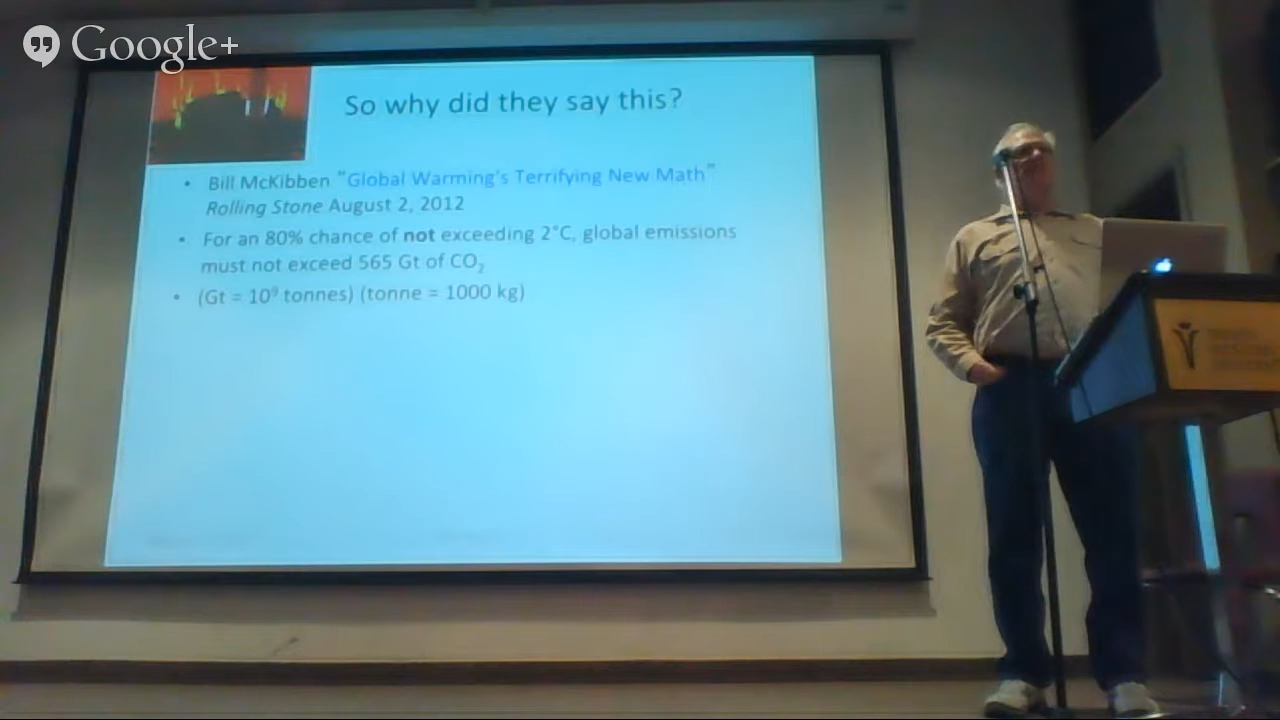 Google+
So why did they say this?
• Bill McKibben "Global Warming's Terrifying New Math"
Rolling Stone August 2, 2012
• For an 80% chance of not exceeding 2°C, global emissions
must not exceed 565 Gt of CO₂
• (Gt = 10⁹ tonnes) (tonne = 1000 kg)